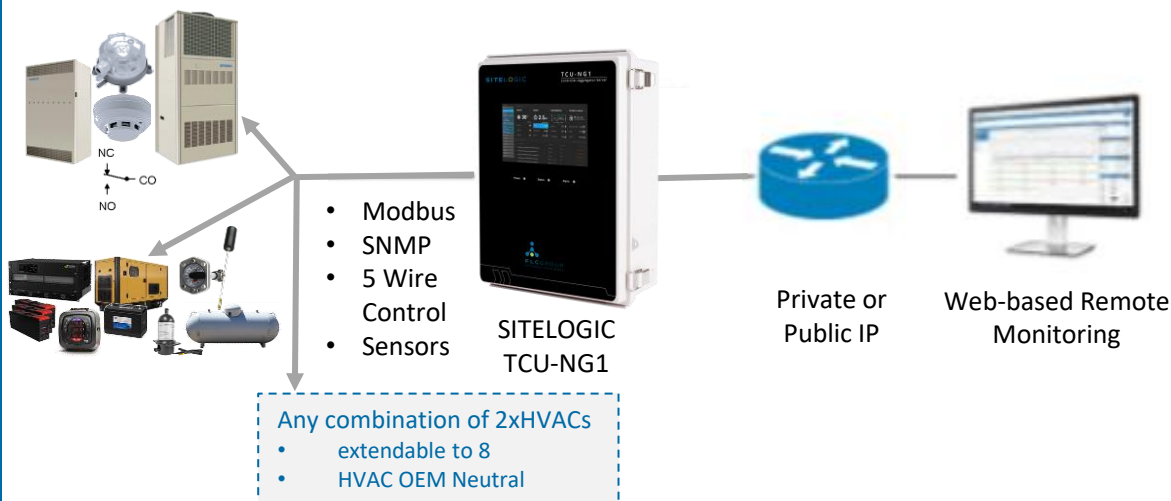 NC
CO
NO
SITELOGIC
TCU-NG1
• Modbus
• SNMP
• 5 Wire
Control
• Sensors
SITELOGIC
TCU-NG1
Private or
Public IP
Web-based Remote
Monitoring
Any combination of 2xHVACs
• extendable to 8
• HVAC OEM Neutral